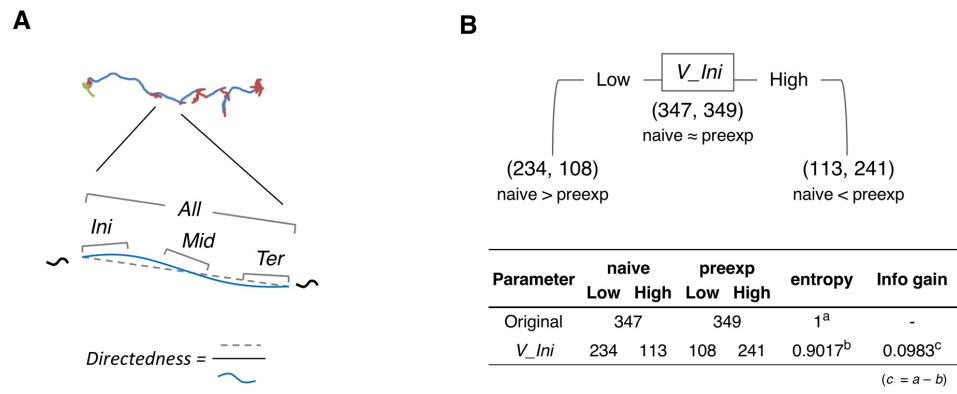 A
All
Ini
Mid
Ter
Directedness =
B
Low V_Ini High
(347, 349)
naive ≈ preexp
(234, 108) (113, 241)
naive > preexp naive < preexp
Parameter naive preexp entropy Info gain
Low High Low High
Original 347 349 1ᵃ -
V_Ini 234 113 108 241 0.9017ᵇ 0.0983ᶜ
(c = a – b)